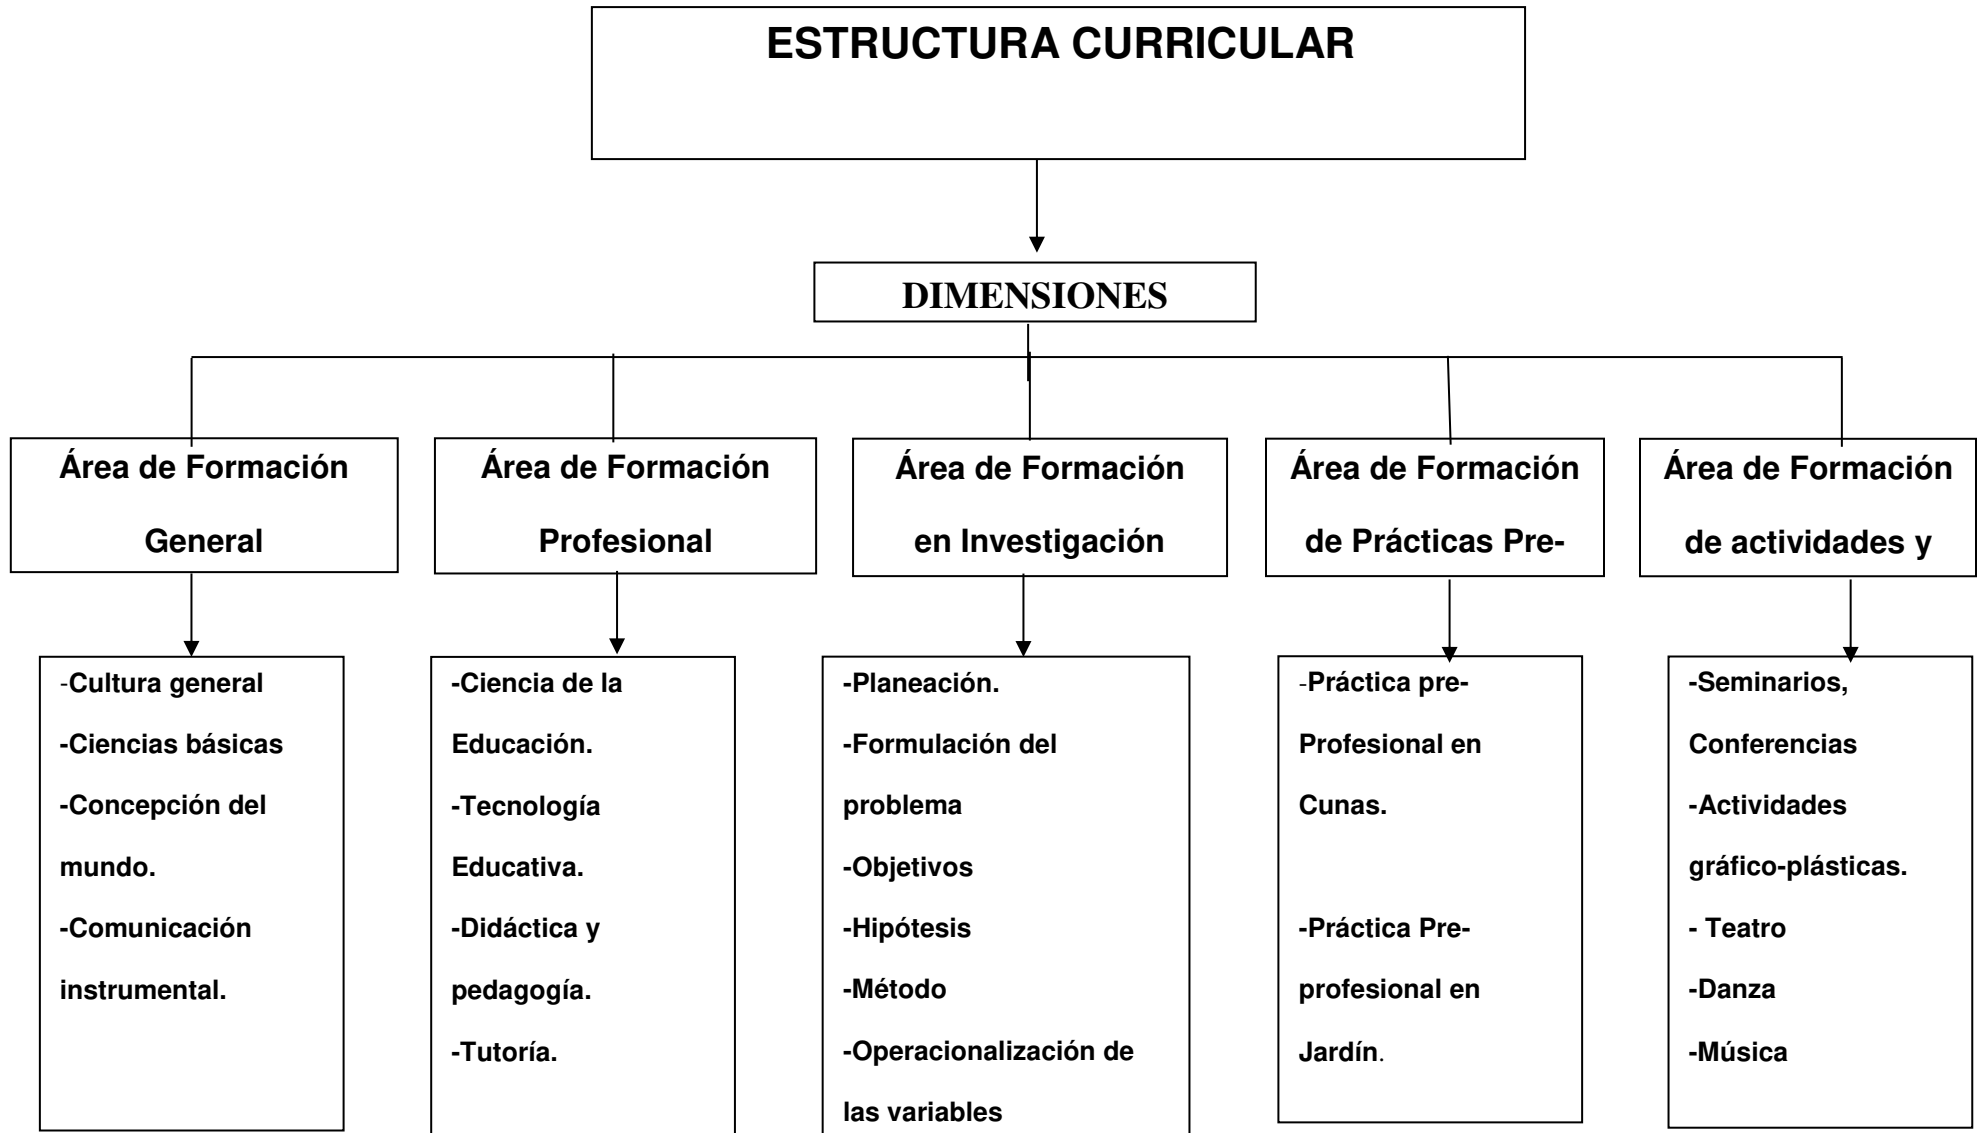 ESTRUCTURA CURRICULAR
DIMENSIONES
Área de Formación
General
Área de Formación
Profesional
Área de Formación
en Investigación
Área de Formación
de Prácticas Pre-
Área de Formación
de actividades y
-Cultura general
-Ciencias básicas
-Concepción del
mundo.
-Comunicación
instrumental.
-Ciencia de la
Educación.
-Tecnología
Educativa.
-Didáctica y
pedagogía.
-Tutoría.
-Planeación.
-Formulación del
problema
-Objetivos
-Hipótesis
-Método
-Operacionalización de
las variables
-Práctica pre-
Profesional en
Cunas.
-Práctica Pre-
profesional en
Jardín.
-Seminarios,
Conferencias
-Actividades
gráfico-plásticas.
- Teatro
-Danza
-Música